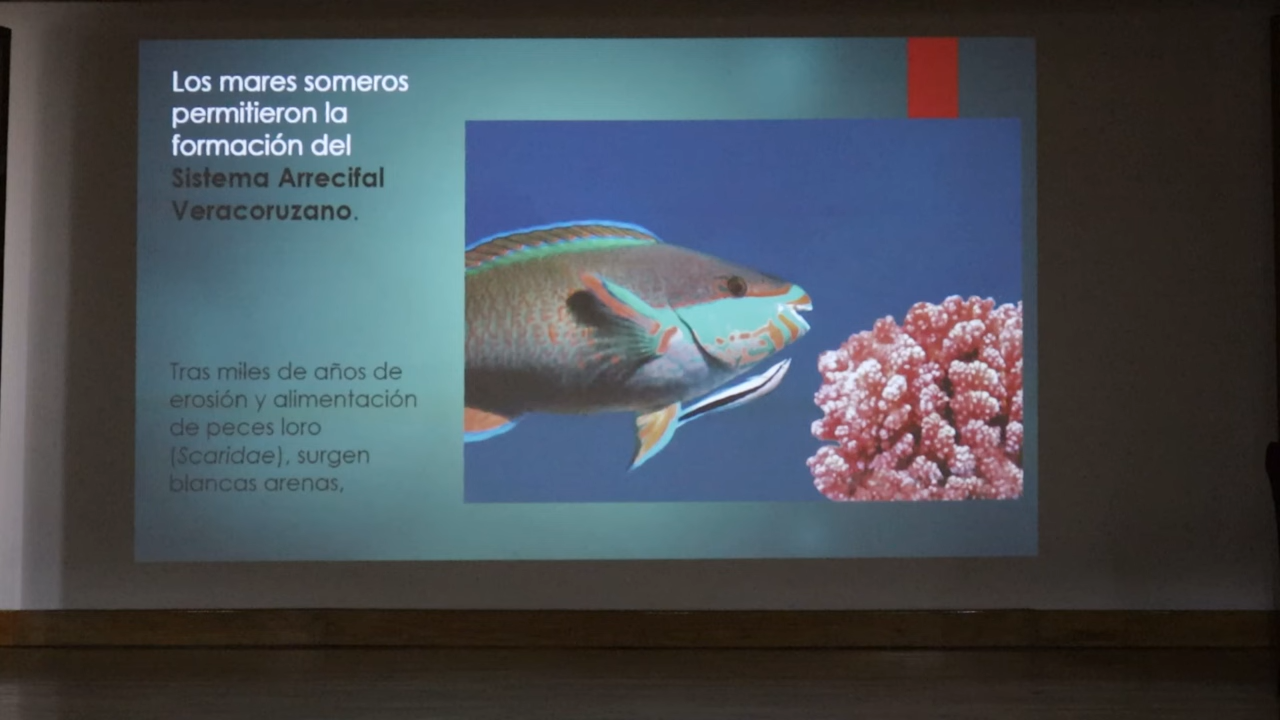 Los mares someros
permitieron la
formación del
Sistema Arrecifal
Veracoruzano.
Tras miles de años de
erosión y alimentación
de peces loro
(Scaridae), surgen
blancas arenas,